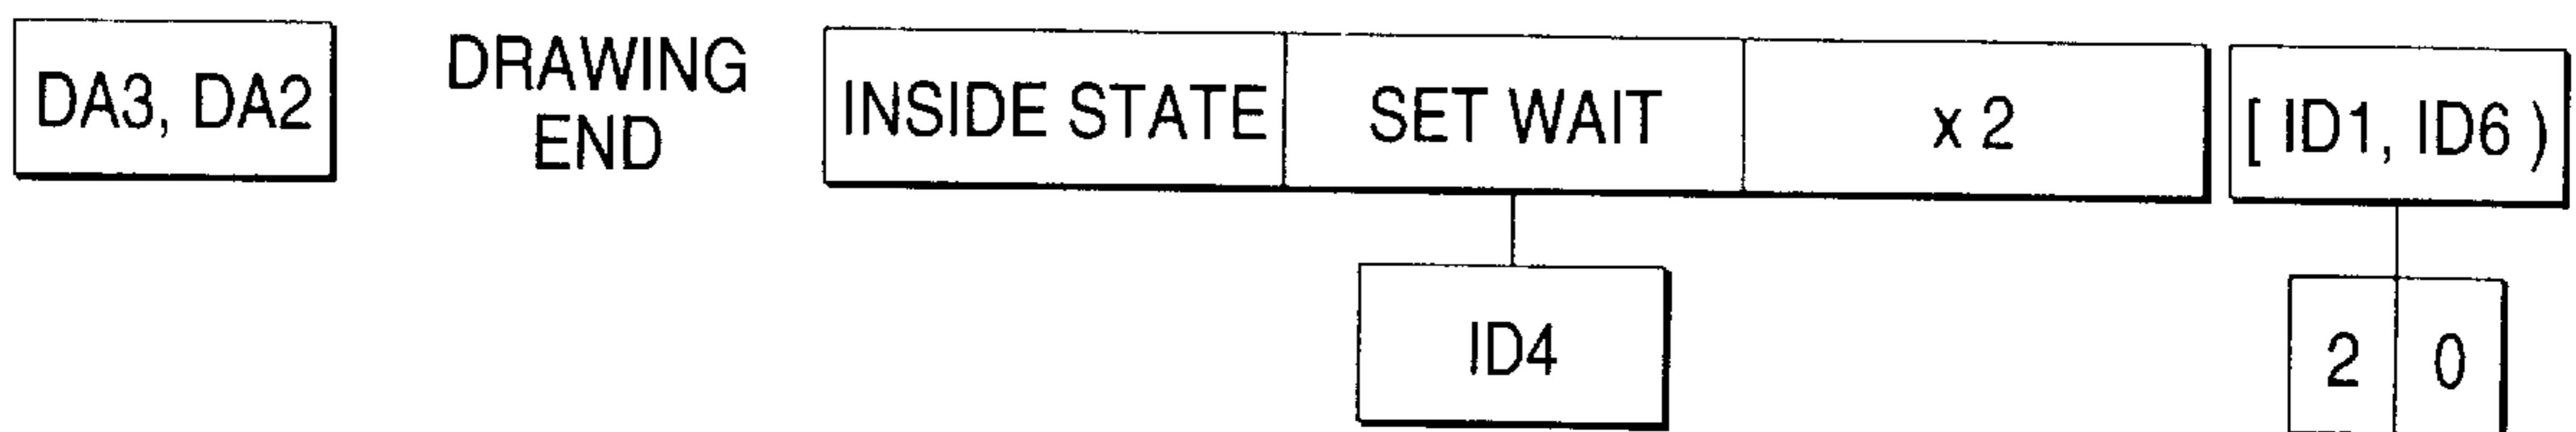 DA3, DA2
DRAWING
END
INSIDE STATE
SET WAIT
x 2
[ ID1, ID6 )
ID4
2 0